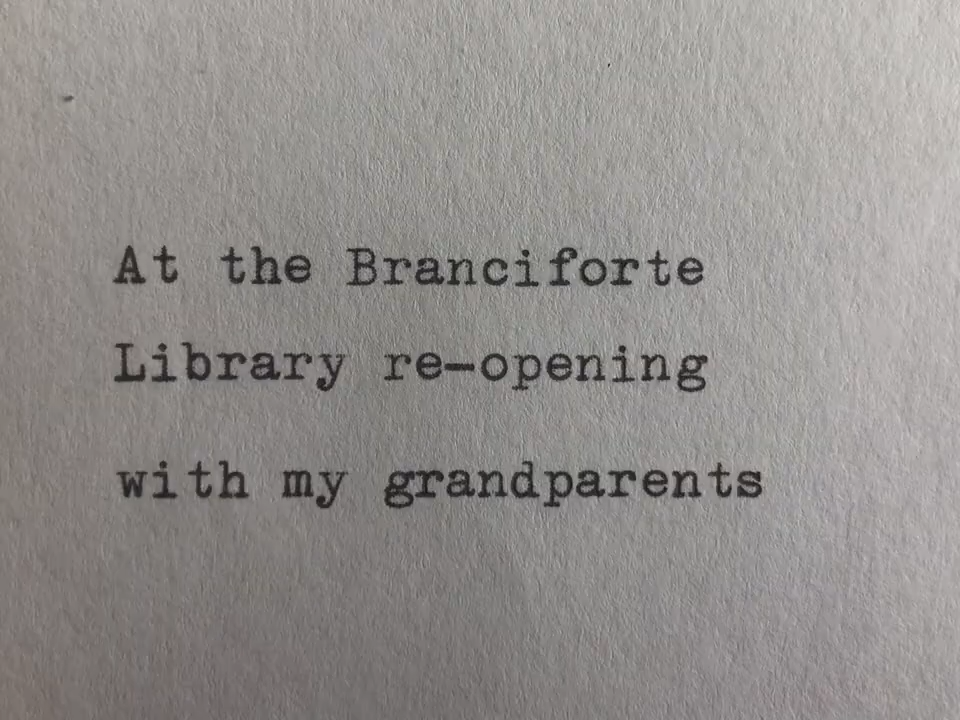 At the Branciforte
Library re-opening
with my grandparents